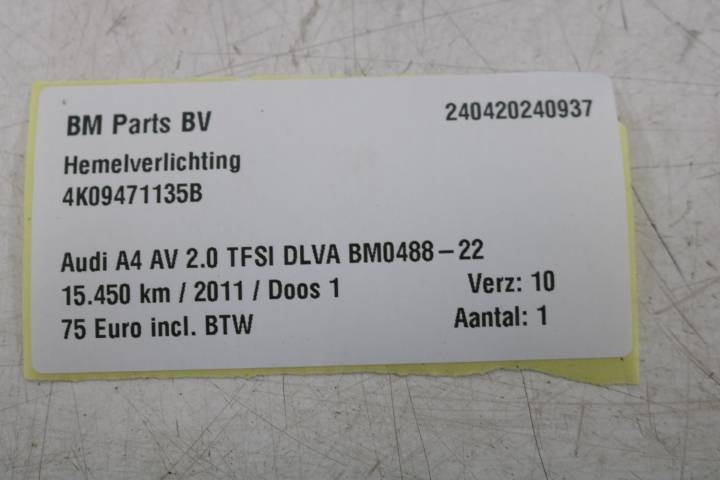 BM Parts BV 240420240937
Hemelverlichting
4K09471135B
Audi A4 AV 2.0 TFSI DLVA BM0488-22
15.450 km / 2011 / Doos 1 Verz: 10
75 Euro incl. BTW Aantal: 1